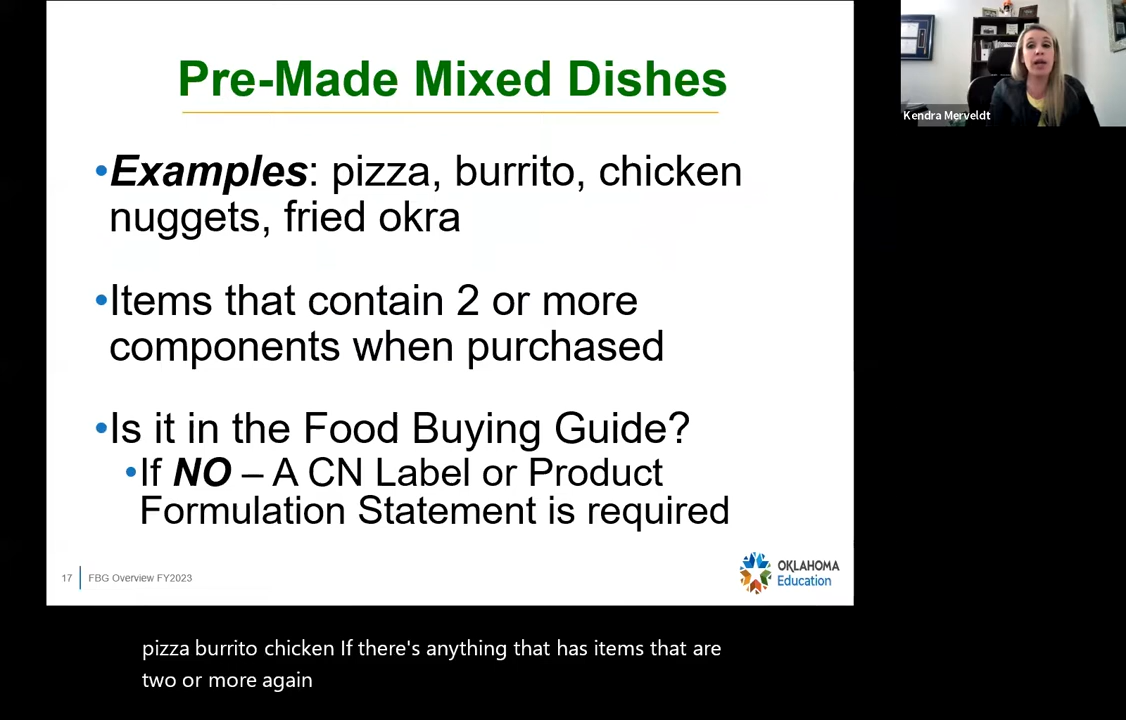 Pre-Made Mixed Dishes
•Examples: pizza, burrito, chicken
nuggets, fried okra
•Items that contain 2 or more
components when purchased
•Is it in the Food Buying Guide?
•If NO – A CN Label or Product
Formulation Statement is required
17 FBG Overview FY2023
OKLAHOMA
Education
Kendra Merveldt
pizza burrito chicken If there's anything that has items that are
two or more again